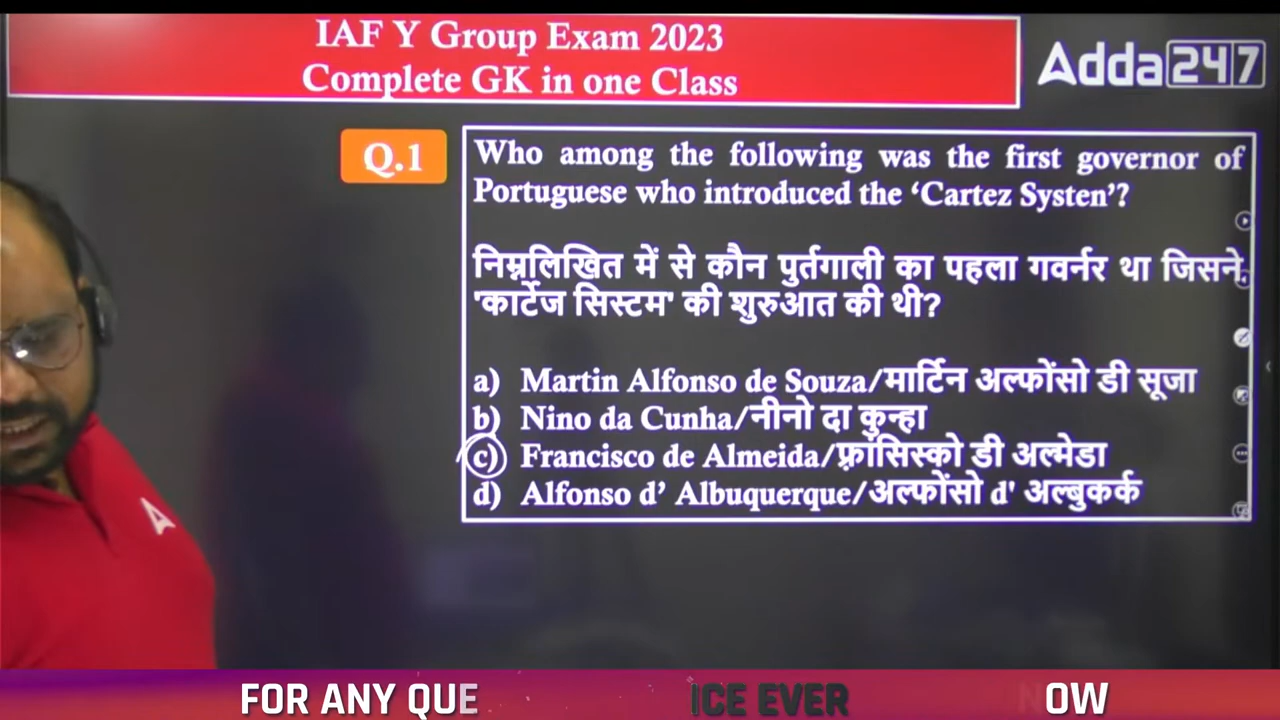 IAF Y Group Exam 2023
Complete GK in one Class
Adda247
Q.1
Who among the following was the first governor of
Portuguese who introduced the ‘Cartez Systen’?
निम्नलिखित में से कौन पुर्तगाली का पहला गवर्नर था जिसने
'कार्टेज सिस्टम' की शुरुआत की थी?
a) Martin Alfonso de Souza/मार्टिन अल्फोंसो डी सूजा
b) Nino da Cunha/नीनो दा कुन्हा
c) Francisco de Almeida/फ्रांसिस्को डी अल्मेडा
d) Alfonso d’ Albuquerque/अल्फोंसो d' अल्बुकर्क
A
FOR ANY QUE ICE EVER OW